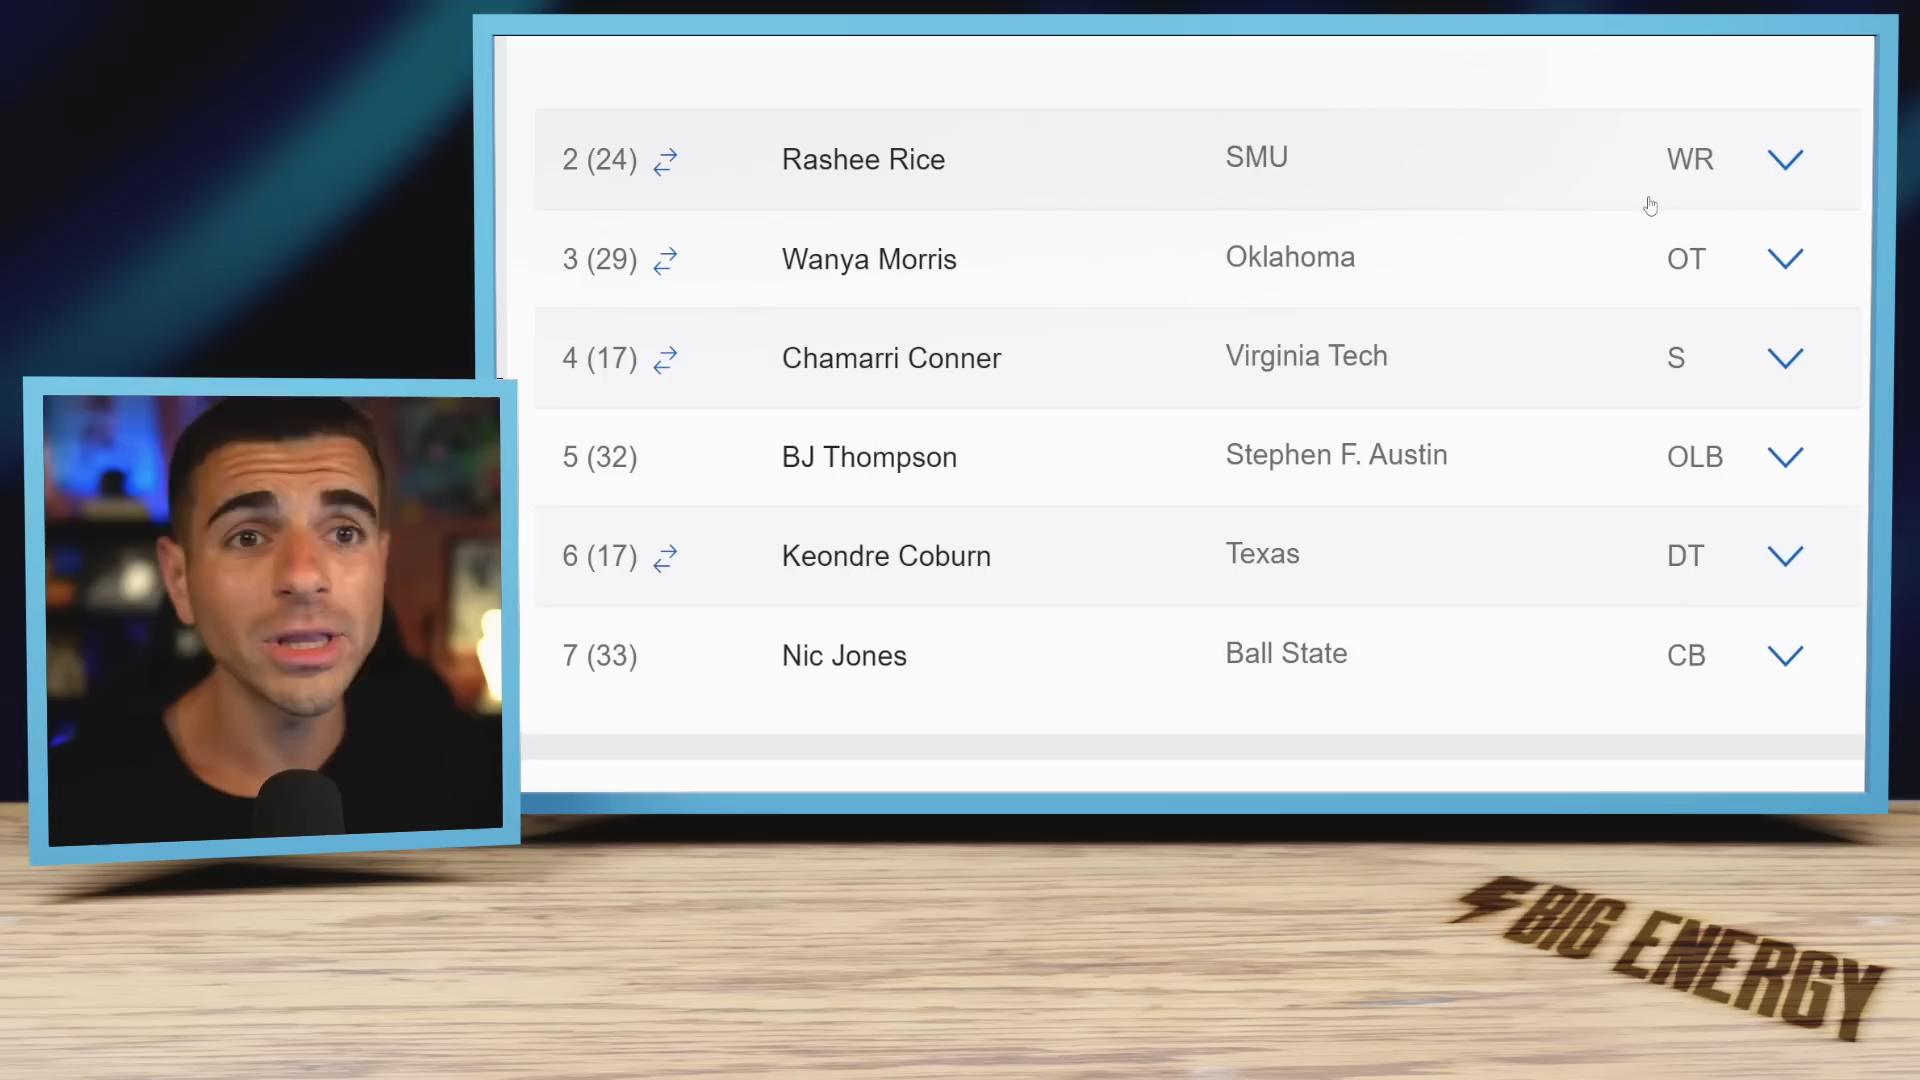 2 (24) Rashee Rice SMU WR
3 (29) Wanya Morris Oklahoma OT
4 (17) Chamarri Conner Virginia Tech S
5 (32) BJ Thompson Stephen F. Austin OLB
6 (17) Keondre Coburn Texas DT
7 (33) Nic Jones Ball State CB
BIG ENERGY